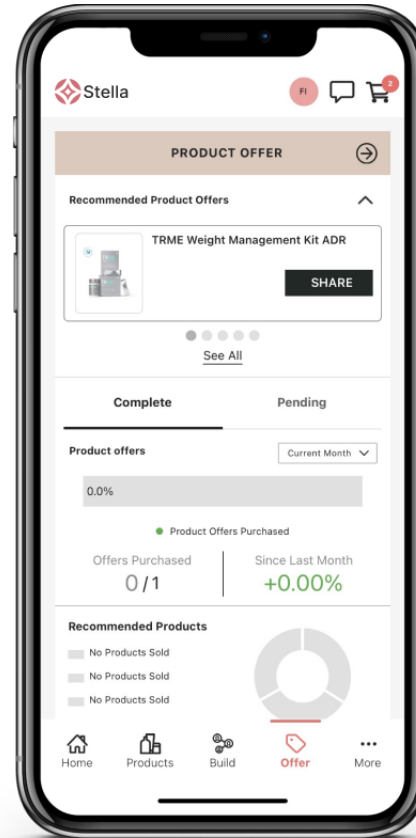 Stella
FI
2
PRODUCT OFFER
Recommended Product Offers
TRME Weight Management Kit ADR
SHARE
See All
Complete Pending
Product offers Current Month
0.0%
Product Offers Purchased
Offers Purchased Since Last Month
0/1 +0.00%
Recommended Products
No Products Sold
No Products Sold
No Products Sold
Home Products Build Offer More